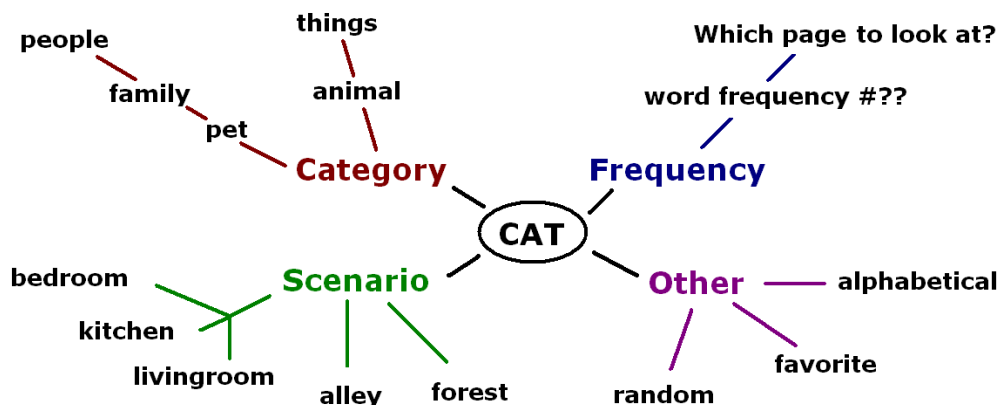 things
people
Which page to look at?
family
animal
word frequency #??
pet
Category
Frequency
CAT
bedroom
Scenario
Other
alphabetical
kitchen
livingroom
favorite
alley
forest
random